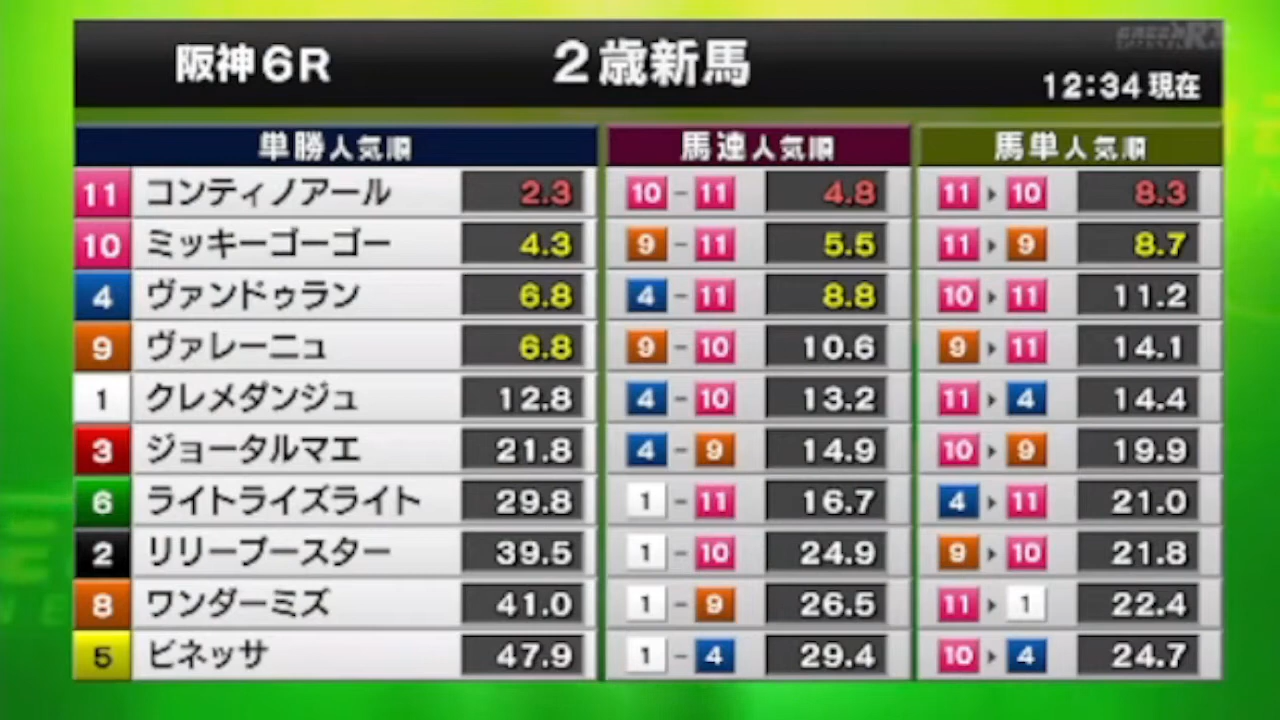 阪神6R 2歳新馬 12:34現在
単勝人気順 馬連人気順 馬単人気順
11 コンティノアール 2.3 10-11 4.8 11▸10 8.3
10 ミッキーゴーゴー 4.3 9-11 5.5 11▸9 8.7
4 ヴァンドゥラン 6.8 4-11 8.8 10▸11 11.2
9 ヴァレーニュ 6.8 9-10 10.6 9▸11 14.1
1 クレメダンジュ 12.8 4-10 13.2 11▸4 14.4
3 ジョータルマエ 21.8 4-9 14.9 10▸9 19.9
6 ライトライズライト 29.8 1-11 16.7 4▸11 21.0
2 リリーブースター 39.5 1-10 24.9 9▸10 21.8
8 ワンダーミズ 41.0 1-9 26.5 11▸1 22.4
5 ビネッサ 47.9 1-4 29.4 10▸4 24.7